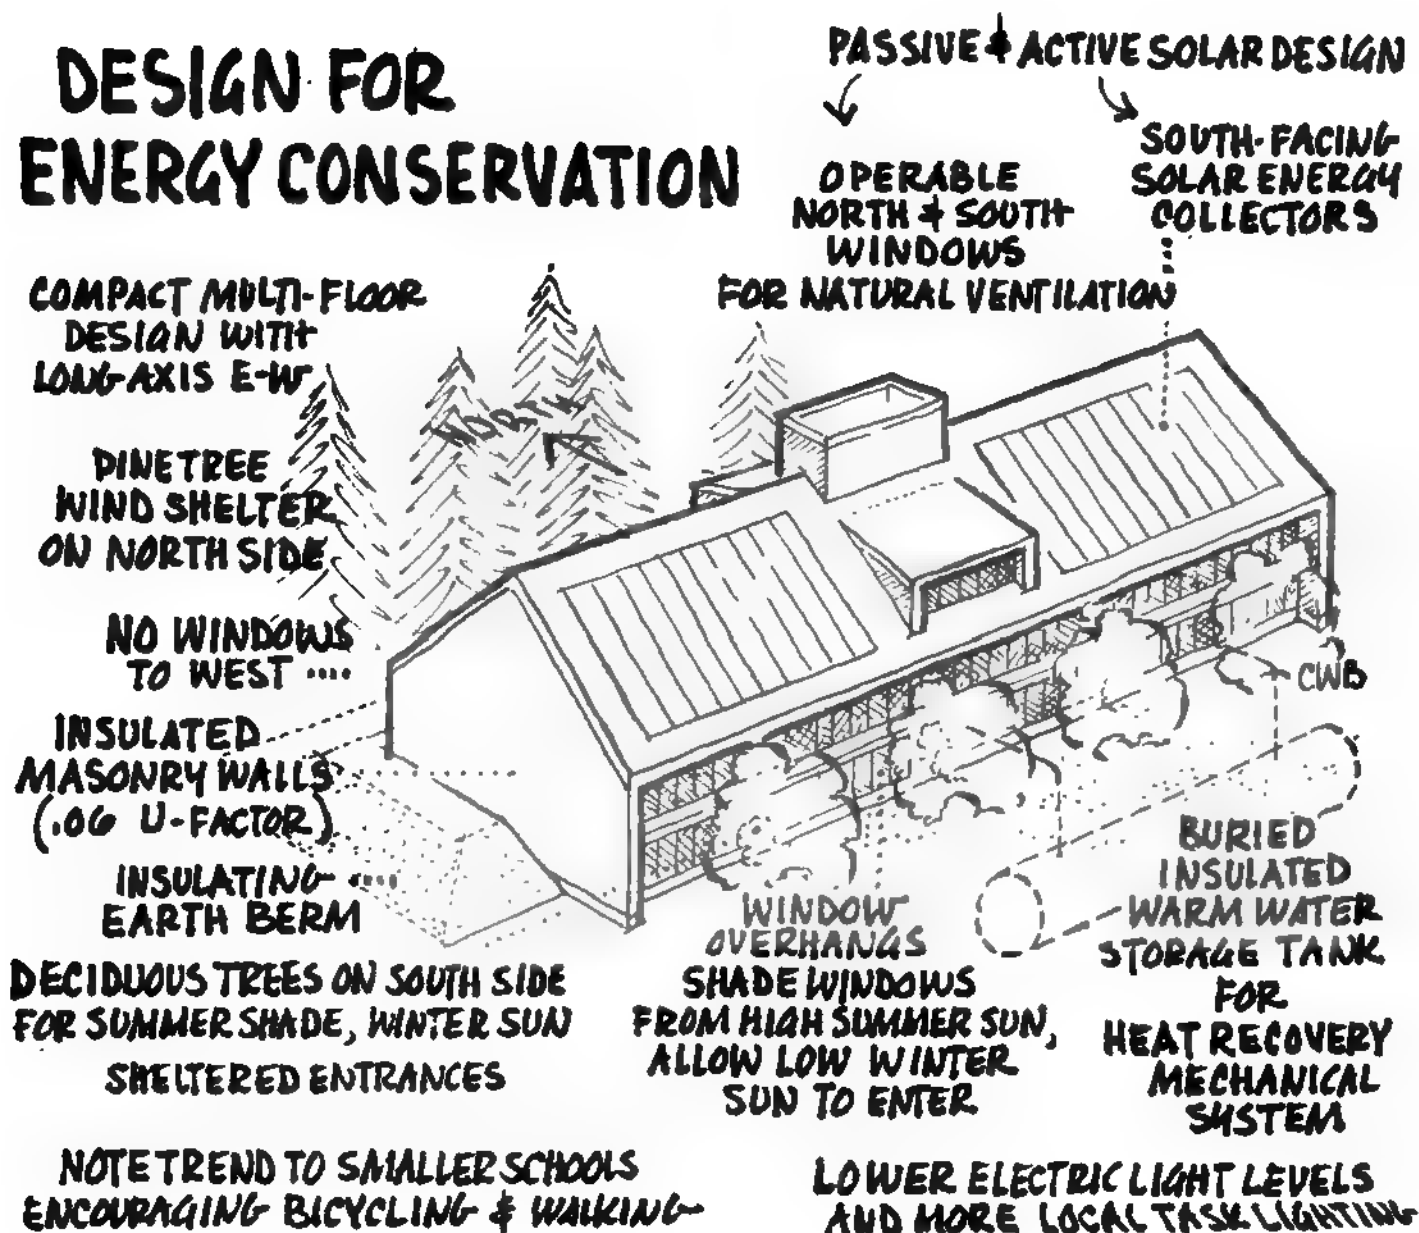 DESIGN FOR
ENERGY CONSERVATION
PASSIVE & ACTIVE SOLAR DESIGN
OPERABLE
NORTH & SOUTH
WINDOWS
FOR NATURAL VENTILATION
SOUTH-FACING
SOLAR ENERGY
COLLECTORS
COMPACT MULTI-FLOOR
DESIGN WITH
LONG-AXIS E-W
NORTH
PINE TREE
WIND SHELTER
ON NORTH SIDE
NO WINDOWS
TO WEST
INSULATED
MASONRY WALLS
(.06 U-FACTOR)
INSULATING
EARTH BERM
CWB
DECIDUOUS TREES ON SOUTH SIDE
FOR SUMMER SHADE, WINTER SUN
SHELTERED ENTRANCES
WINDOW
OVERHANGS
SHADE WINDOWS
FROM HIGH SUMMER SUN,
ALLOW LOW WINTER
SUN TO ENTER
BURIED
INSULATED
WARM WATER
STORAGE TANK
FOR
HEAT RECOVERY
MECHANICAL
SYSTEM
NOTE TREND TO SMALLER SCHOOLS
ENCOURAGING BICYCLING & WALKING
LOWER ELECTRIC LIGHT LEVELS
AND MORE LOCAL TASK LIGHTING